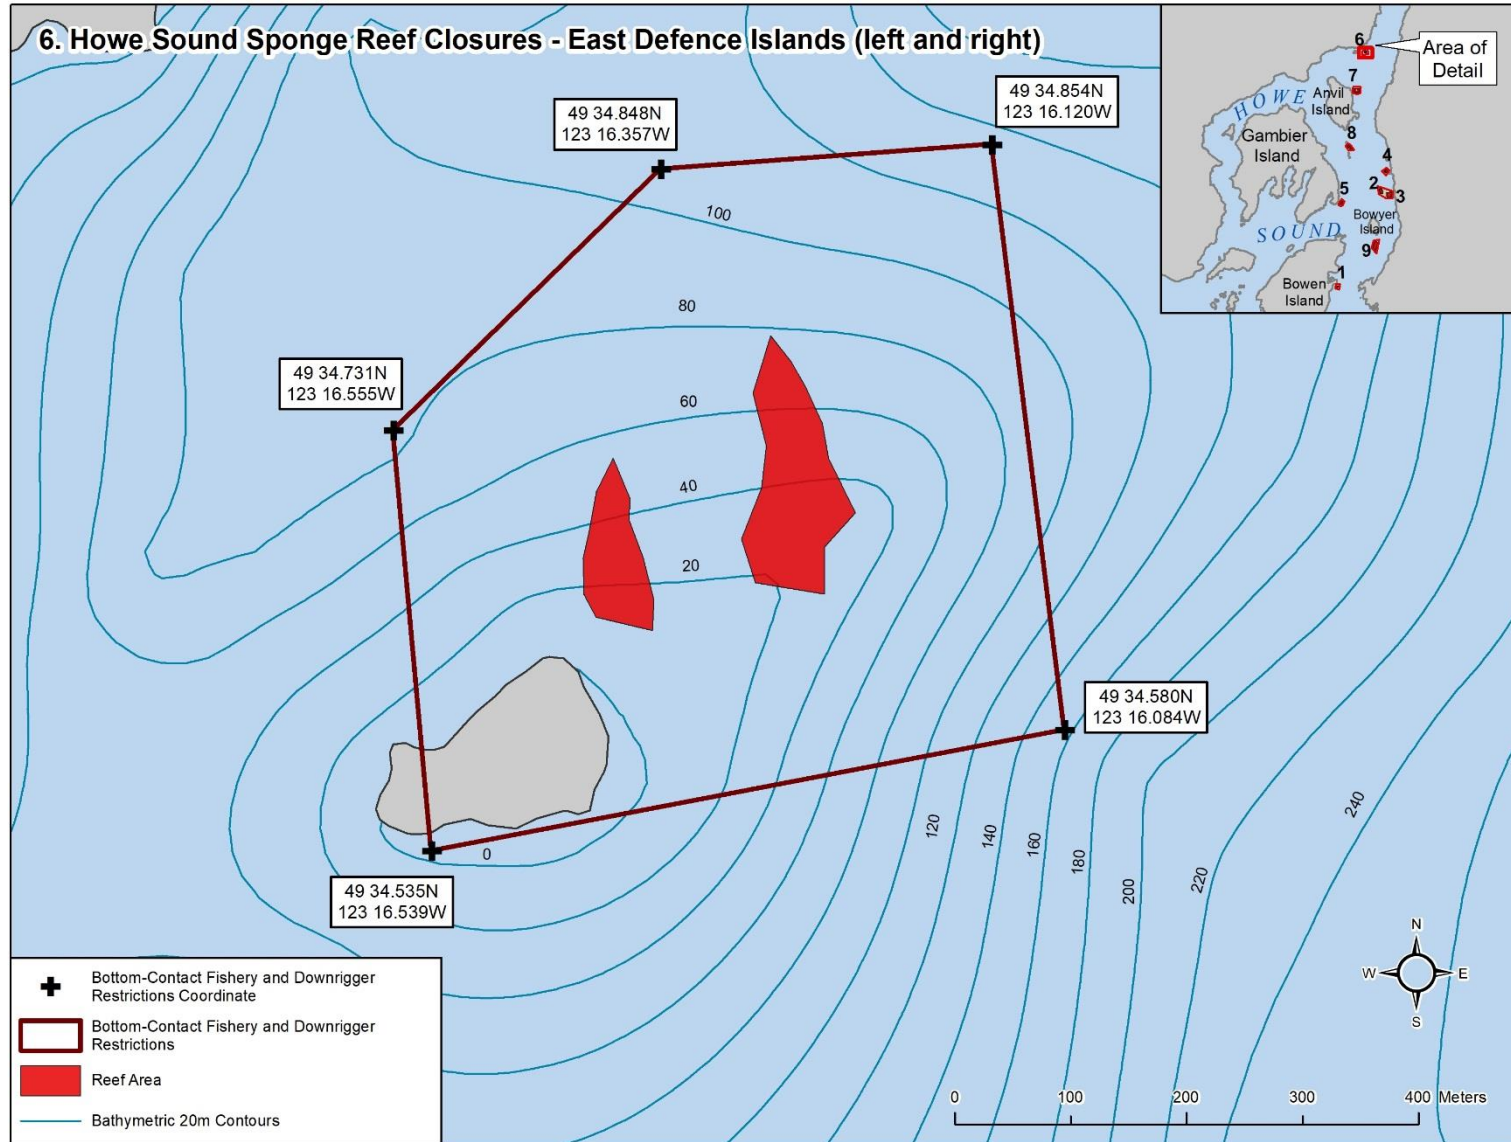 6. Howe Sound Sponge Reef Closures - East Defence Islands (left and right)
49 34.848N
123 16.357W
49 34.854N
123 16.120W
49 34.731N
123 16.555W
49 34.580N
123 16.084W
49 34.535N
123 16.539W
100
80
60
40
20
0
120
140
160
180
200
220
240
Area of
Detail
6
7
Anvil
Island
HOWE
Gambier
Island
8
4
2
3
5
Bowyer
Island
SOUND
9
1
Bowen
Island
N
W
E
S
Bottom-Contact Fishery and Downrigger
Restrictions Coordinate
Bottom-Contact Fishery and Downrigger
Restrictions
Reef Area
Bathymetric 20m Contours
0 100 200 300 400 Meters